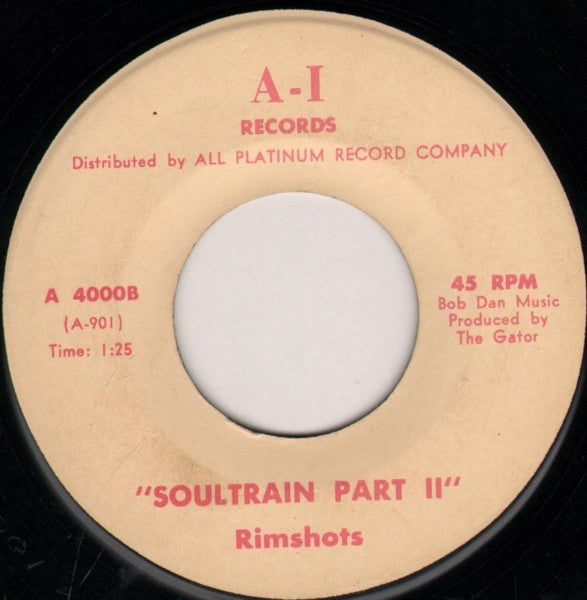 A-I
RECORDS
Distributed by ALL PLATINUM RECORD COMPANY
A 4000B
(A-901)
Time: 1:25
45 RPM
Bob Dan Music
Produced by
The Gator
"SOULTRAIN PART II"
Rimshots